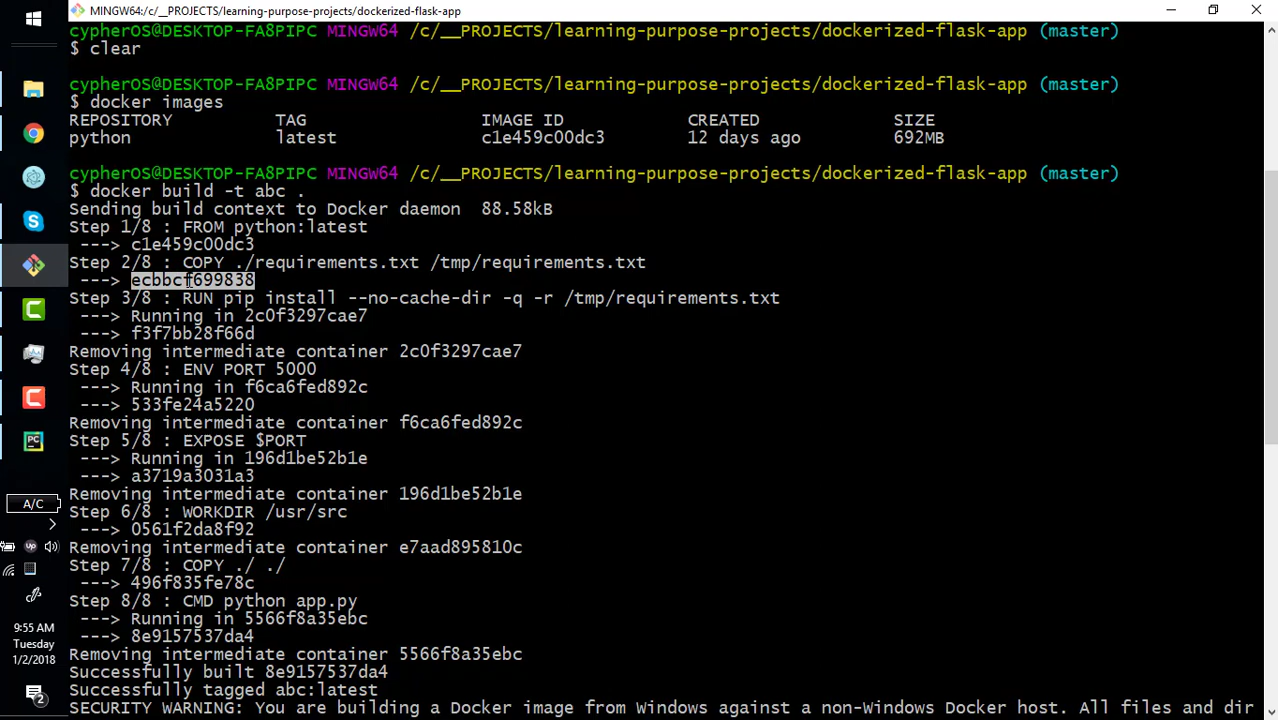 MINGW64:/c/__PROJECTS/learning-purpose-projects/dockerized-flask-app
cypherOS@DESKTOP-FA8PIPC MINGW64 /c/__PROJECTS/learning-purpose-projects/dockerized-flask-app (master)
$ clear
cypherOS@DESKTOP-FA8PIPC MINGW64 /c/__PROJECTS/learning-purpose-projects/dockerized-flask-app (master)
$ docker images
REPOSITORY TAG IMAGE ID CREATED SIZE
python latest c1e459c00dc3 12 days ago 692MB
cypherOS@DESKTOP-FA8PIPC MINGW64 /c/__PROJECTS/learning-purpose-projects/dockerized-flask-app (master)
$ docker build -t abc .
Sending build context to Docker daemon 88.58kB
Step 1/8 : FROM python:latest
---> c1e459c00dc3
Step 2/8 : COPY ./requirements.txt /tmp/requirements.txt
---> ecbbcf699838
Step 3/8 : RUN pip install --no-cache-dir -q -r /tmp/requirements.txt
---> Running in 2c0f3297cae7
---> f3f7bb28f66d
Removing intermediate container 2c0f3297cae7
Step 4/8 : ENV PORT 5000
---> Running in f6ca6fed892c
---> 533fe24a5220
Removing intermediate container f6ca6fed892c
Step 5/8 : EXPOSE $PORT
---> Running in 196d1be52b1e
---> a3719a3031a3
Removing intermediate container 196d1be52b1e
Step 6/8 : WORKDIR /usr/src
---> 0561f2da8f92
Removing intermediate container e7aad895810c
Step 7/8 : COPY ./ ./
---> 496f835fe78c
Step 8/8 : CMD python app.py
---> Running in 5566f8a35ebc
---> 8e9157537da4
Removing intermediate container 5566f8a35ebc
Successfully built 8e9157537da4
Successfully tagged abc:latest
SECURITY WARNING: You are building a Docker image from Windows against a non-Windows Docker host. All files and dir
A/C
up
9:55 AM
Tuesday
1/2/2018
2
PC